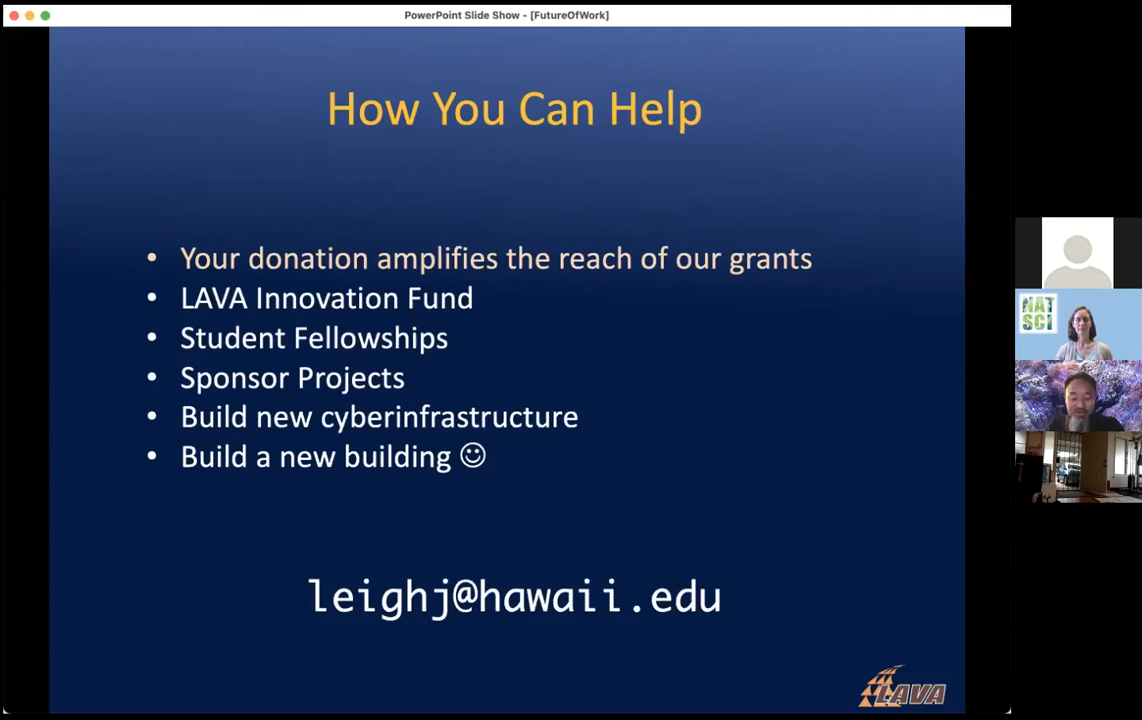 PowerPoint Slide Show - [FutureOfWork]
How You Can Help
• Your donation amplifies the reach of our grants
• LAVA Innovation Fund
• Student Fellowships
• Sponsor Projects
• Build new cyberinfrastructure
• Build a new building ☺
leighj@hawaii.edu
LAVA
NAT
SCI